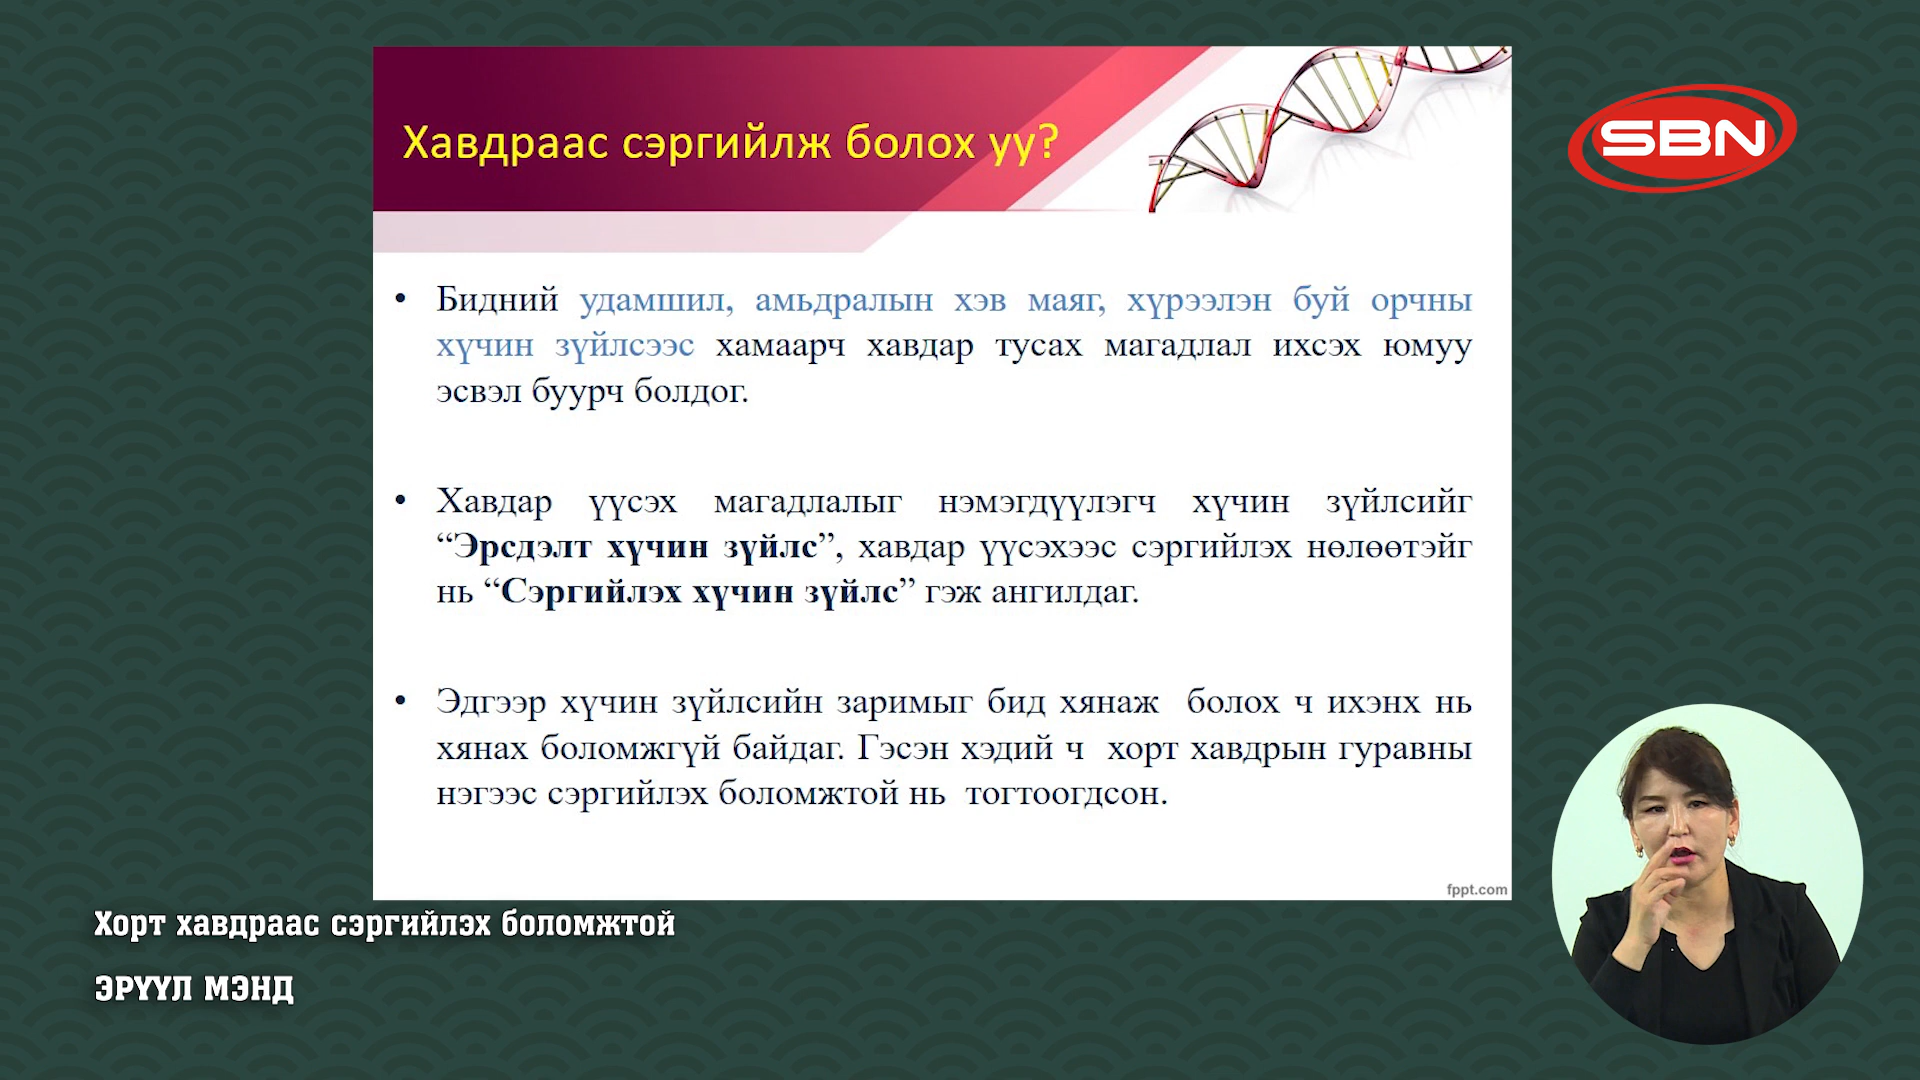 Хавдраас сэргийлж болох уу?
SBN
• Бидний удамшил, амьдралын хэв маяг, хүрээлэн буй орчны
хүчин зүйлсээс хамаарч хавдар тусах магадлал ихсэх юмуу
эсвэл буурч болдог.
• Хавдар үүсэх магадлалыг нэмэгдүүлэгч хүчин зүйлсийг
“Эрсдэлт хүчин зүйлс”, хавдар үүсэхээс сэргийлэх нөлөөтэйг
нь “Сэргийлэх хүчин зүйлс” гэж ангилдаг.
• Эдгээр хүчин зүйлсийн заримыг бид хянаж болох ч ихэнх нь
хянах боломжгүй байдаг. Гэсэн хэдий ч хорт хавдрын гуравны
нэгээс сэргийлэх боломжтой нь тогтоогдсон.
fppt.com
Хорт хавдраас сэргийлэх боломжтой
ЭРҮҮЛ МЭНД